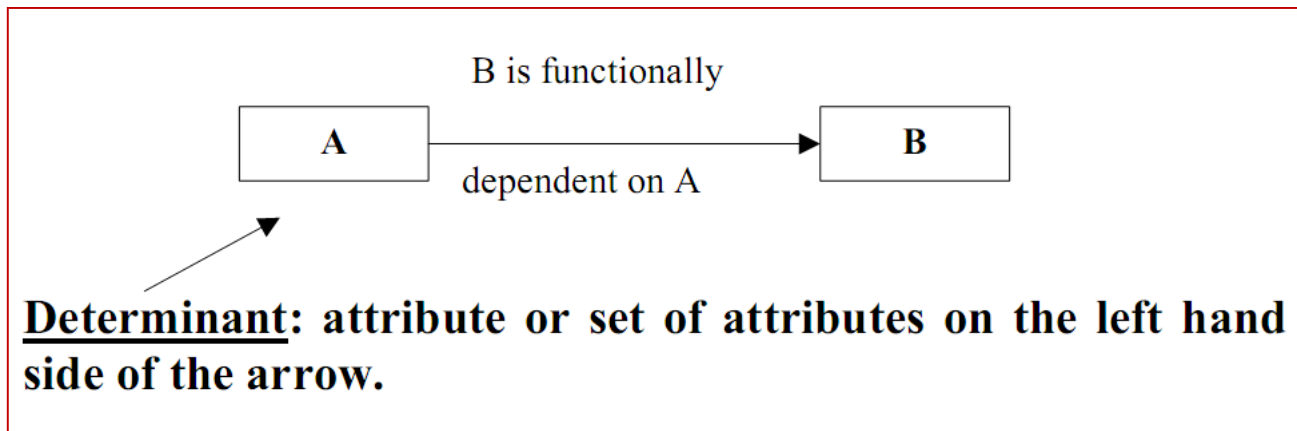 B is functionally
A
B
dependent on A
Determinant: attribute or set of attributes on the left hand
side of the arrow.